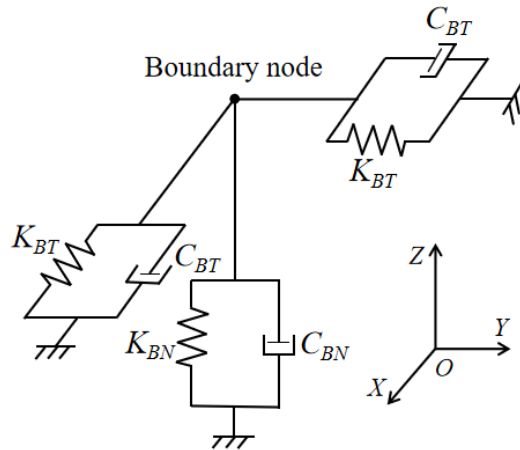 C_BT
Boundary node
K_BT
K_BT
C_BT
K_BN
C_BN
Z
Y
X
O